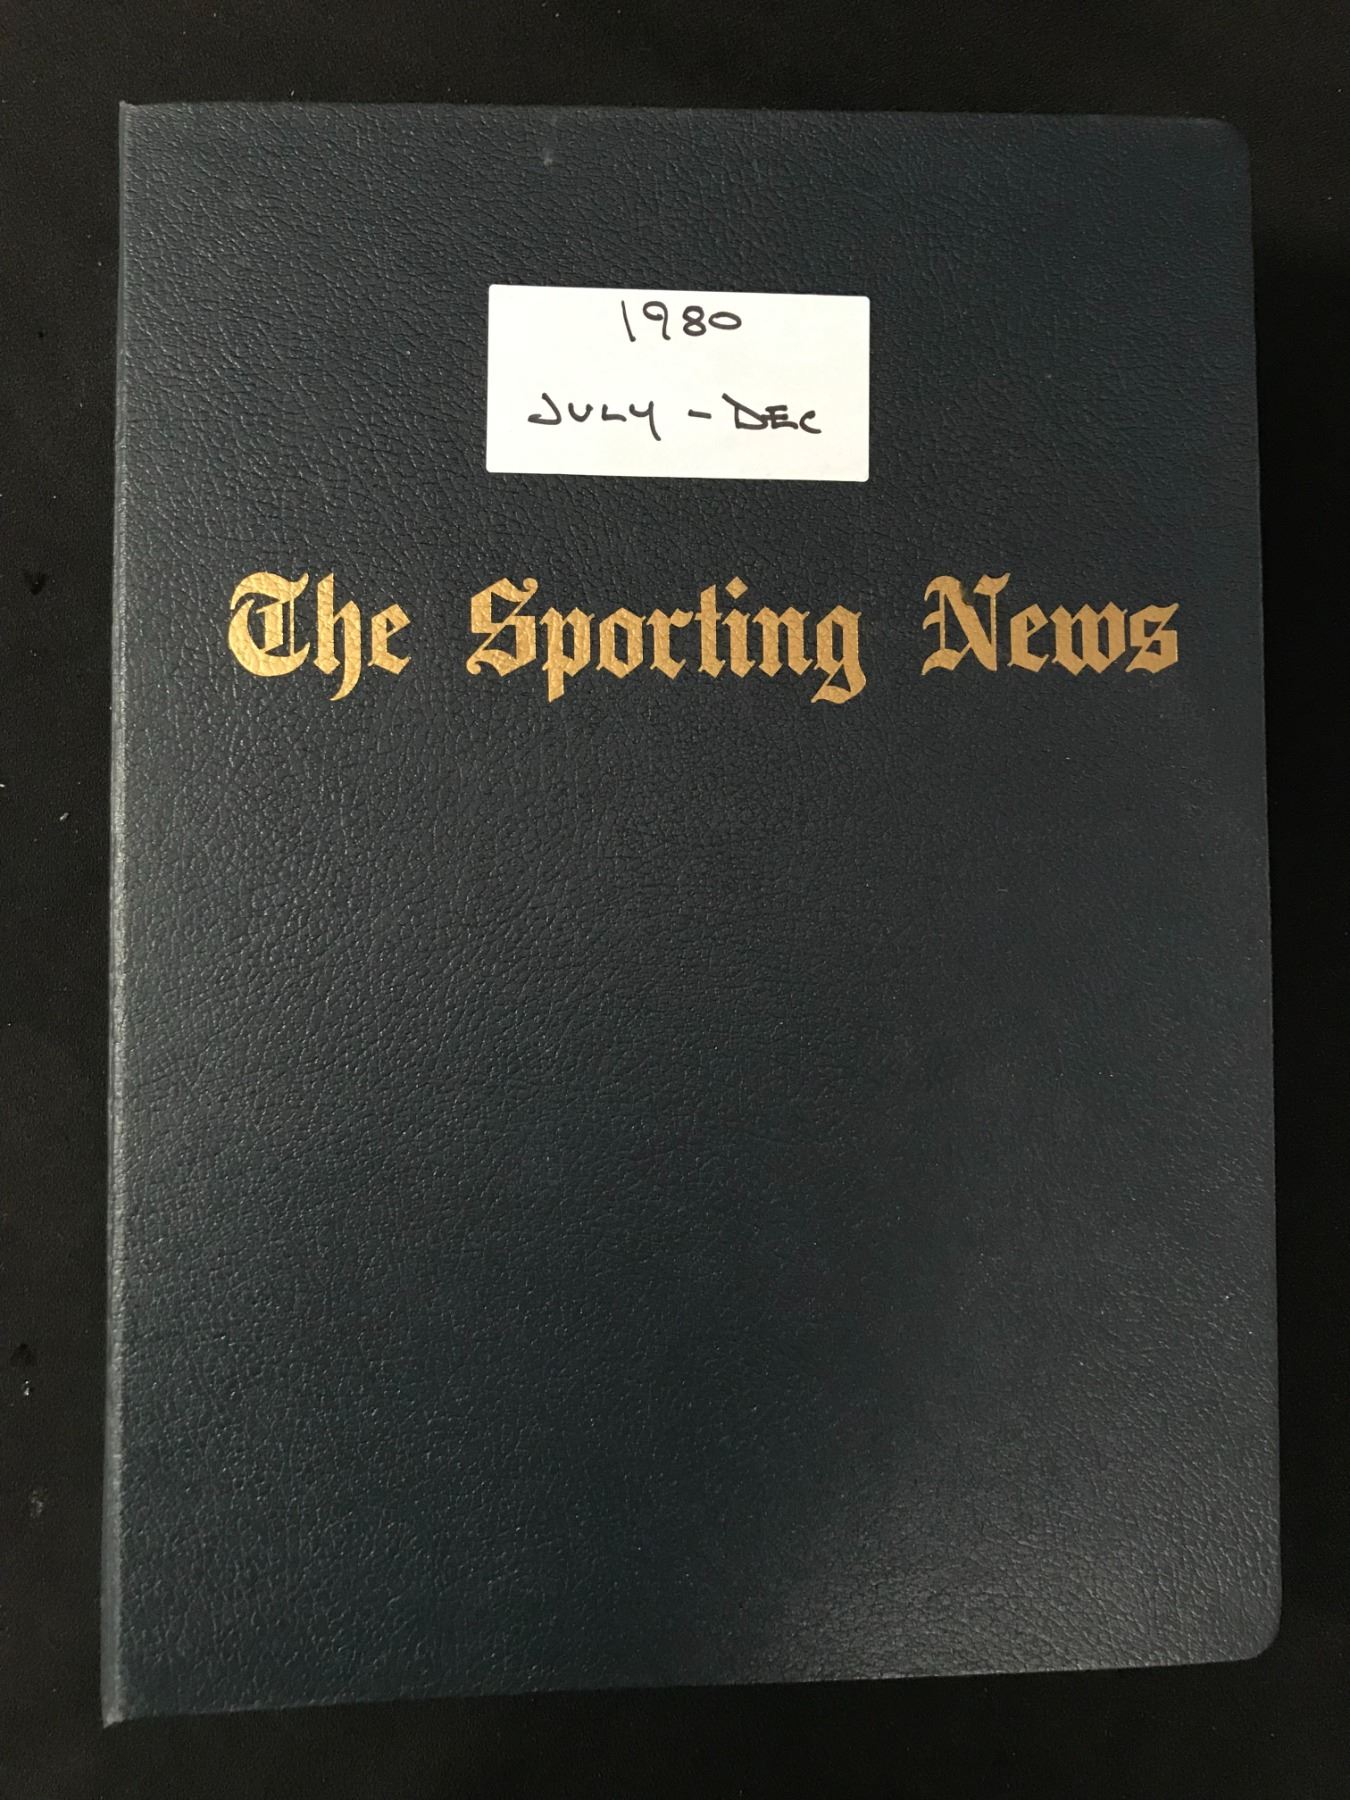 1980
JULY - DEC
The Sporting News